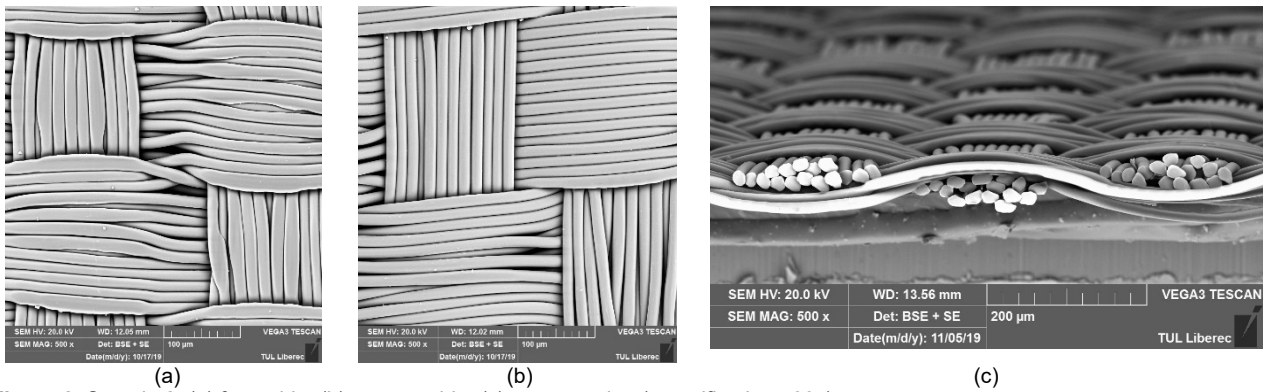 SEM HV: 20.0 kV WD: 12.05 mm VEGA3 TESCAN
SEM MAG: 500 x Det: BSE + SE 100 µm
Date(m/d/y): 10/17/19 TUL Liberec
SEM HV: 20.0 kV WD: 12.02 mm VEGA3 TESCAN
SEM MAG: 500 x Det: BSE + SE 100 µm
Date(m/d/y): 10/17/19 TUL Liberec
SEM HV: 20.0 kV WD: 13.56 mm VEGA3 TESCAN
SEM MAG: 500 x Det: BSE + SE 200 µm
Date(m/d/y): 11/05/19 TUL Liberec
(a) (b) (c)